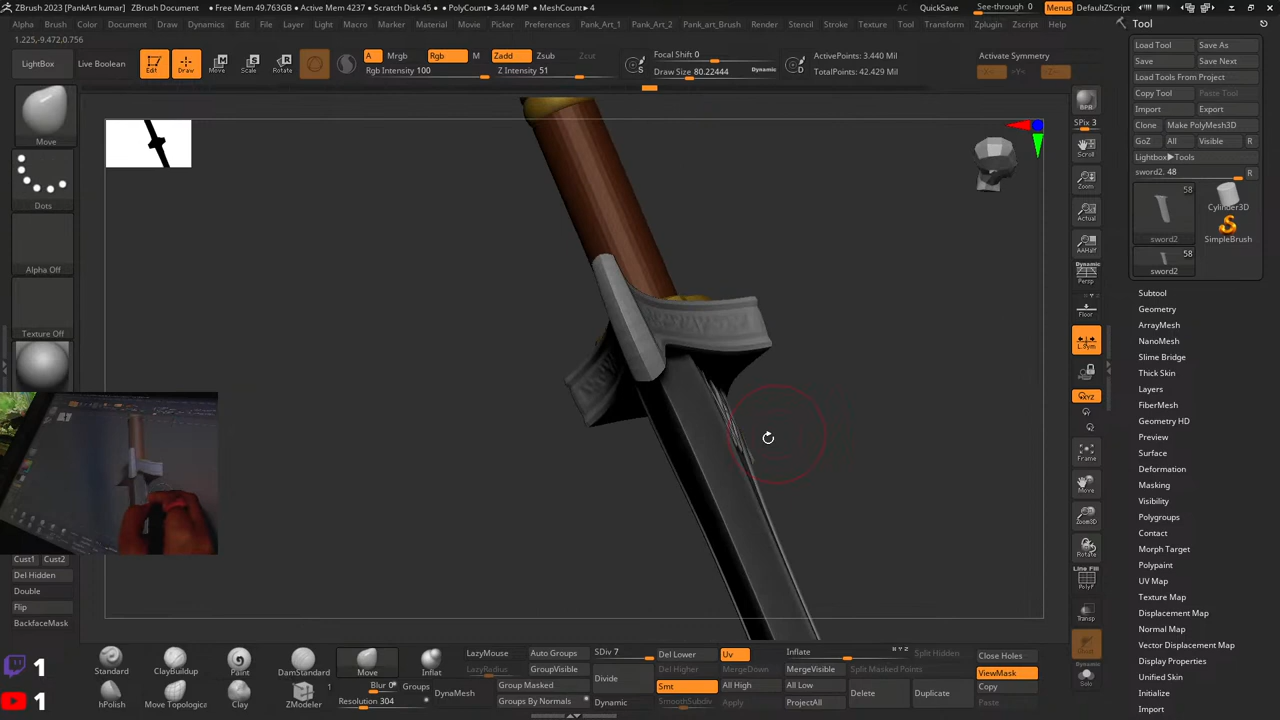 ZBrush 2023 [PankArt kumar]
ZBrush Document
• Free Mem 49.763GB • Active Mem 4237 • Scratch Disk 45 •
• PolyCount▸3.449 MP • MeshCount▸4
AC QuickSave See-through 0 Menus DefaultZScript
Alpha Brush Color Document Draw Dynamics Edit File Layer Light Macro Marker Material Movie Picker Pank_Art_1 Pank_Art_2 Pank_art_Brush Preferences Render Stencil Stroke Texture Tool Transform Zplugin Zscript Help
1.225,-9.472,0.756
LightBox
Live Boolean
Edit
Draw
Move
Scale
Rotate
A Mrgb Rgb M Zadd Zsub Zcut
Rgb Intensity 100
Z Intensity 51
Focal Shift 0
Draw Size 80.22444 Dynamic
S
D
ActivePoints: 3.440 Mil
TotalPoints: 42.429 Mil
Activate Symmetry
>X< >Y< >Z<
Move
Dots
Alpha Off
Texture Off
Cust1 Cust2
Del Hidden
Double
Flip
BackfaceMask
1
1
BPR
SPix 3
Scroll
Zoom
Actual
AAHalf
Dynamic
Persp
Floor
L.Sym
XYZ
Frame
Move
Zoom3D
Rotate
Line Fill
PolyF
Transp
Dynamic
Solo
Tool
Load Tool Save As
Save Save Next
Load Tools From Project
Copy Tool Paste Tool
Import Export
Clone Make PolyMesh3D
GoZ All Visible R
Lightbox▸Tools
sword2. 48 R
58
sword2
Cylinder3D
SimpleBrush
58
sword2
Subtool
Geometry
ArrayMesh
NanoMesh
Slime Bridge
Thick Skin
Layers
FiberMesh
Geometry HD
Preview
Surface
Deformation
Masking
Visibility
Polygroups
Contact
Morph Target
Polypaint
UV Map
Texture Map
Displacement Map
Normal Map
Vector Displacement Map
Display Properties
Unified Skin
Initialize
Import
Standard ClayBuildup Paint DamStandard Move Inflat
hPolish Move Topologica Clay ZModeler
1
Blur 0 Groups
Resolution 304
LazyMouse
LazyRadius
DynaMesh
Auto Groups
GroupVisible
Group Masked
Groups By Normals
SDiv 7
Divide
Dynamic
Del Lower
Del Higher
Smt
SmoothSubdiv
Uv
MergeDown
All High
Apply
Inflate
MergeVisible
All Low
ProjectAll
Split Hidden
Split Masked Points
Delete
Duplicate
Close Holes
ViewMask
Copy
Paste